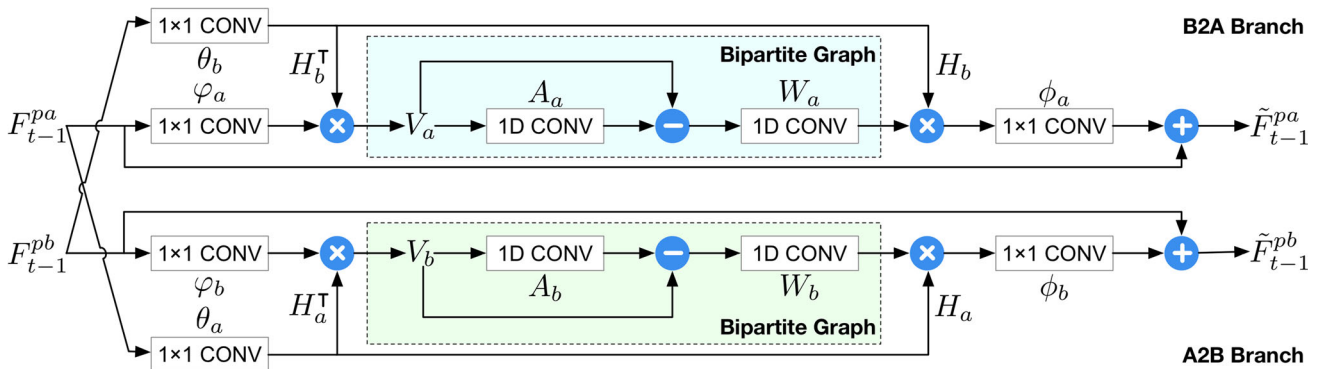 1×1 CONV
B2A Branch
θ_b
H_b^⊤
Bipartite Graph
H_b
φ_a
A_a
W_a
ϕ_a
F_{t−1}^{pa}
1×1 CONV
×
V_a
1D CONV
−
1D CONV
×
1×1 CONV
+
F̃_{t−1}^{pa}
F_{t−1}^{pb}
1×1 CONV
×
V_b
1D CONV
−
1D CONV
×
1×1 CONV
+
F̃_{t−1}^{pb}
φ_b
A_b
W_b
ϕ_b
H_a^⊤
H_a
θ_a
Bipartite Graph
1×1 CONV
A2B Branch